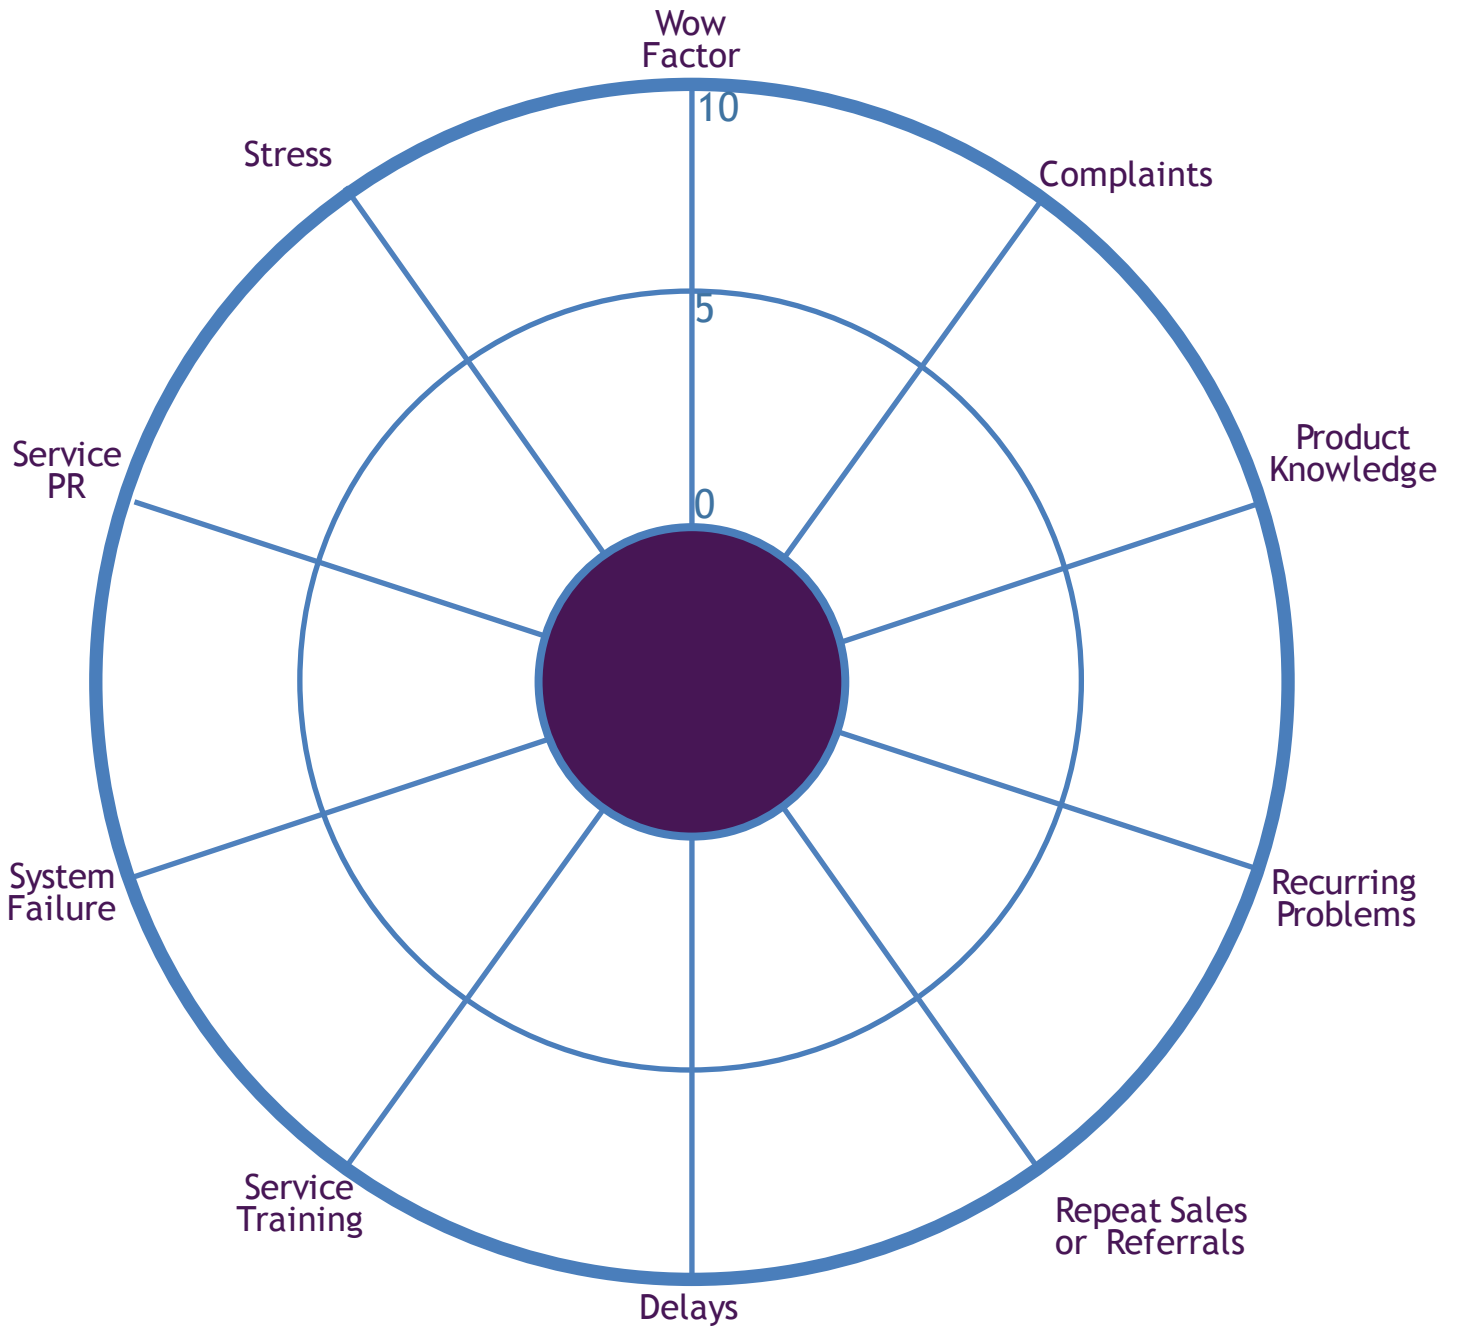 Wow
Factor
10
Stress
Complaints
5
Product
Knowledge
Service
PR
0
System
Failure
Recurring
Problems
Service
Training
Repeat Sales
or  Referrals
Delays